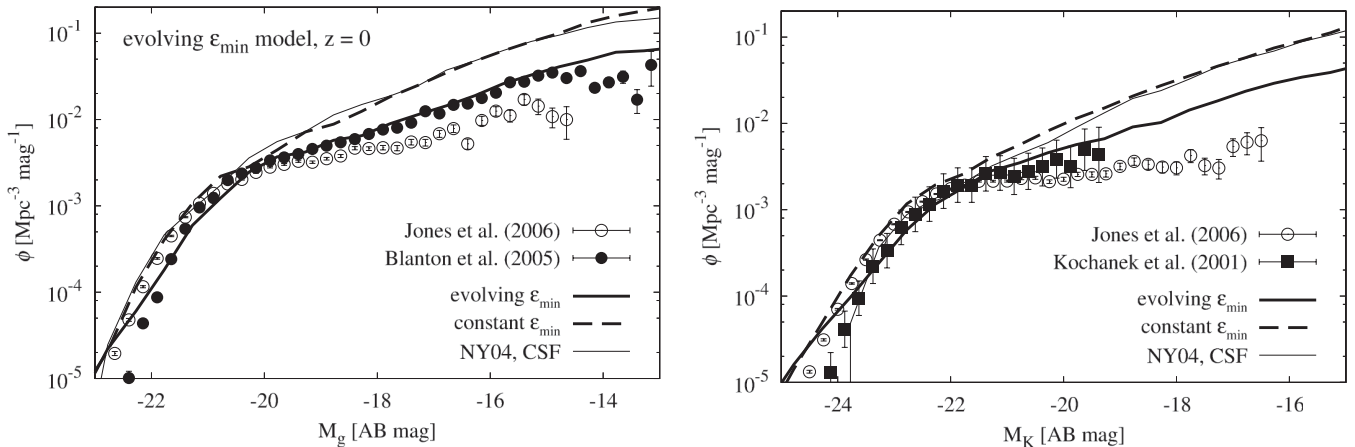 evolving ε_min model, z = 0
ϕ [Mpc⁻³ mag⁻¹]
10⁻¹
10⁻²
10⁻³
10⁻⁴
10⁻⁵
Jones et al. (2006)
Blanton et al. (2005)
evolving ε_min
constant ε_min
NY04, CSF
-22
-20
-18
-16
-14
M_g [AB mag]
ϕ [Mpc⁻³ mag⁻¹]
10⁻¹
10⁻²
10⁻³
10⁻⁴
10⁻⁵
Jones et al. (2006)
Kochanek et al. (2001)
evolving ε_min
constant ε_min
NY04, CSF
-24
-22
-20
-18
-16
M_K [AB mag]